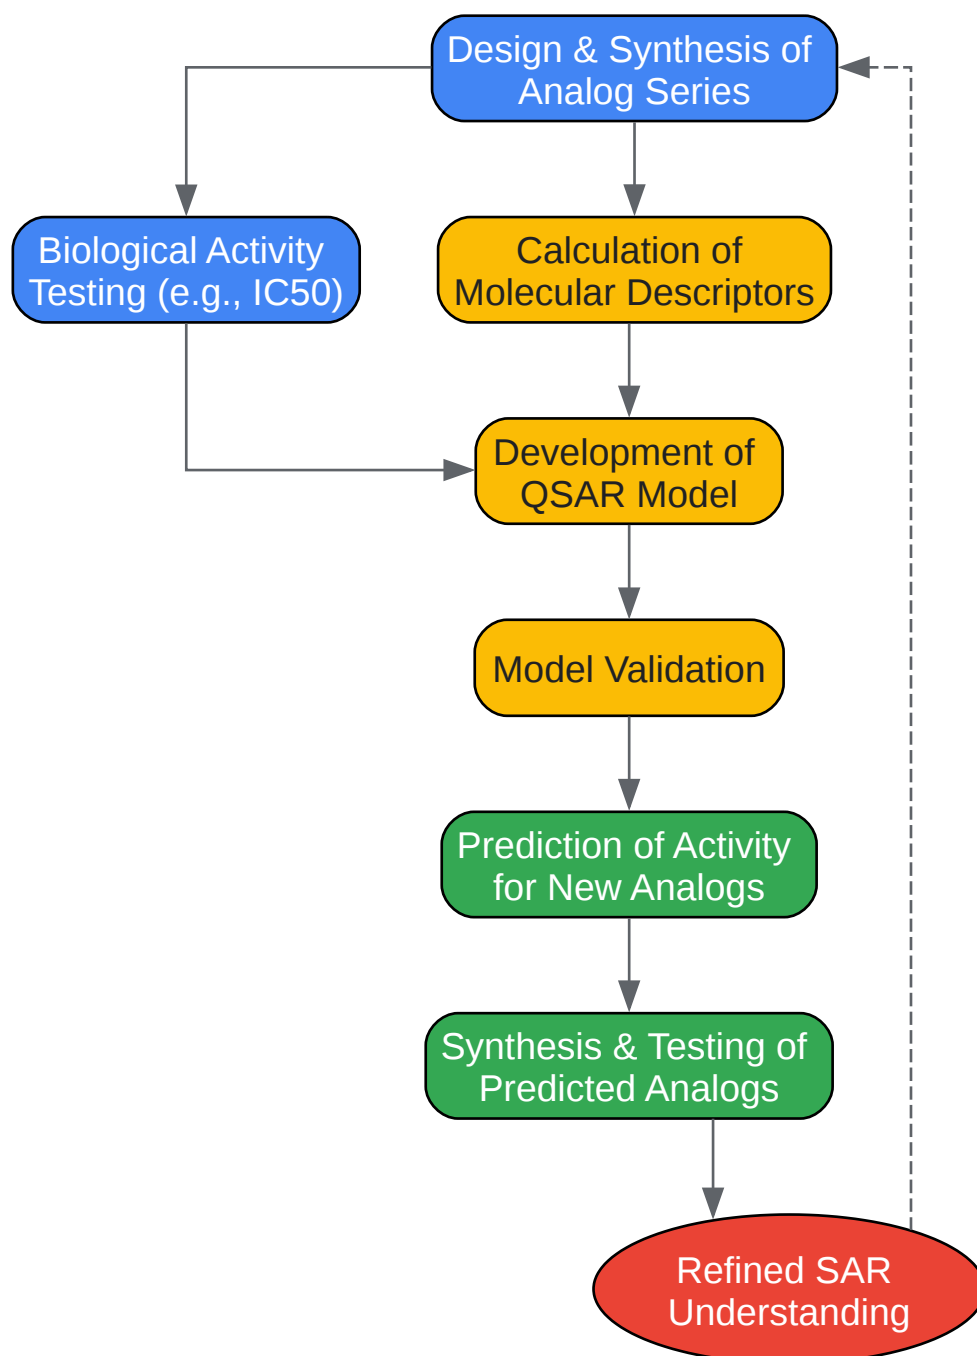 Design & Synthesis of
Analog Series
Biological Activity
Testing (e.g., IC50)
Calculation of
Molecular Descriptors
Development of
QSAR Model
Model Validation
Prediction of Activity
for New Analogs
Synthesis & Testing of
Predicted Analogs
Refined SAR
Understanding